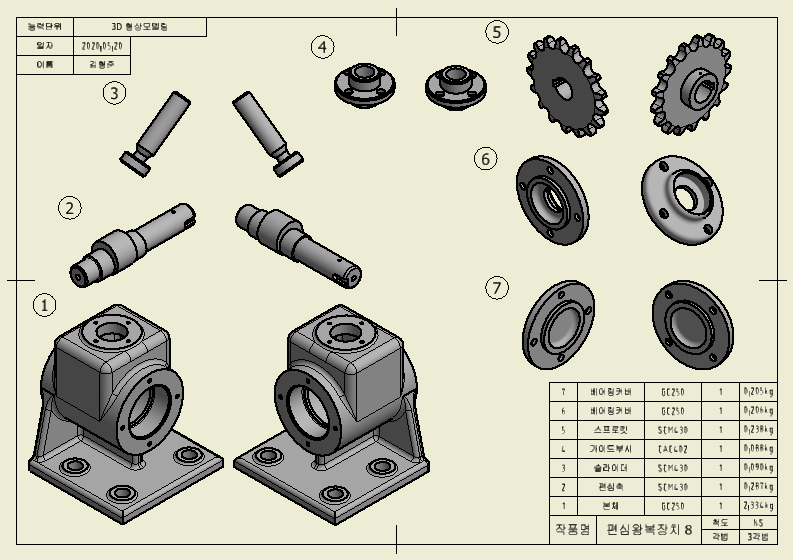 능력단위 3D 형상모델링
일자 2020,05,20
이름 김형준
1
2
3
4
5
6
7
7 베어링커버 GC250 1 0,205kg
6 베어링커버 GC250 1 0,206kg
5 스프로킷 SCM430 1 0,238kg
4 가이드부시 CAC402 1 0,088kg
3 슬라이더 SCM430 1 0,090kg
2 편심축 SCM430 1 0,287kg
1 본체 GC250 1 2,334kg
작품명 편심왕복장치 8 척도 NS
각법 3각법